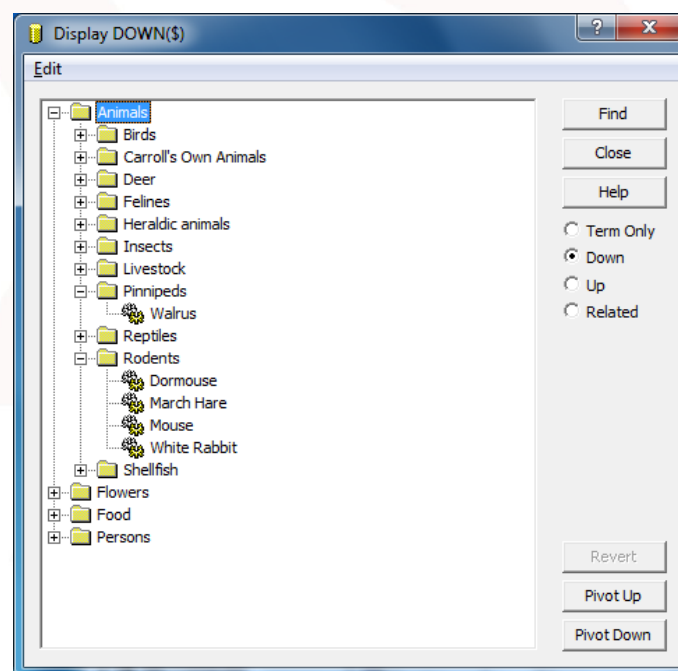 Display DOWN($)
Edit
Animals
Birds
Carroll's Own Animals
Deer
Felines
Heraldic animals
Insects
Livestock
Pinnipeds
Walrus
Reptiles
Rodents
Dormouse
March Hare
Mouse
White Rabbit
Shellfish
Flowers
Food
Persons
Find
Close
Help
Term Only
Down
Up
Related
Revert
Pivot Up
Pivot Down